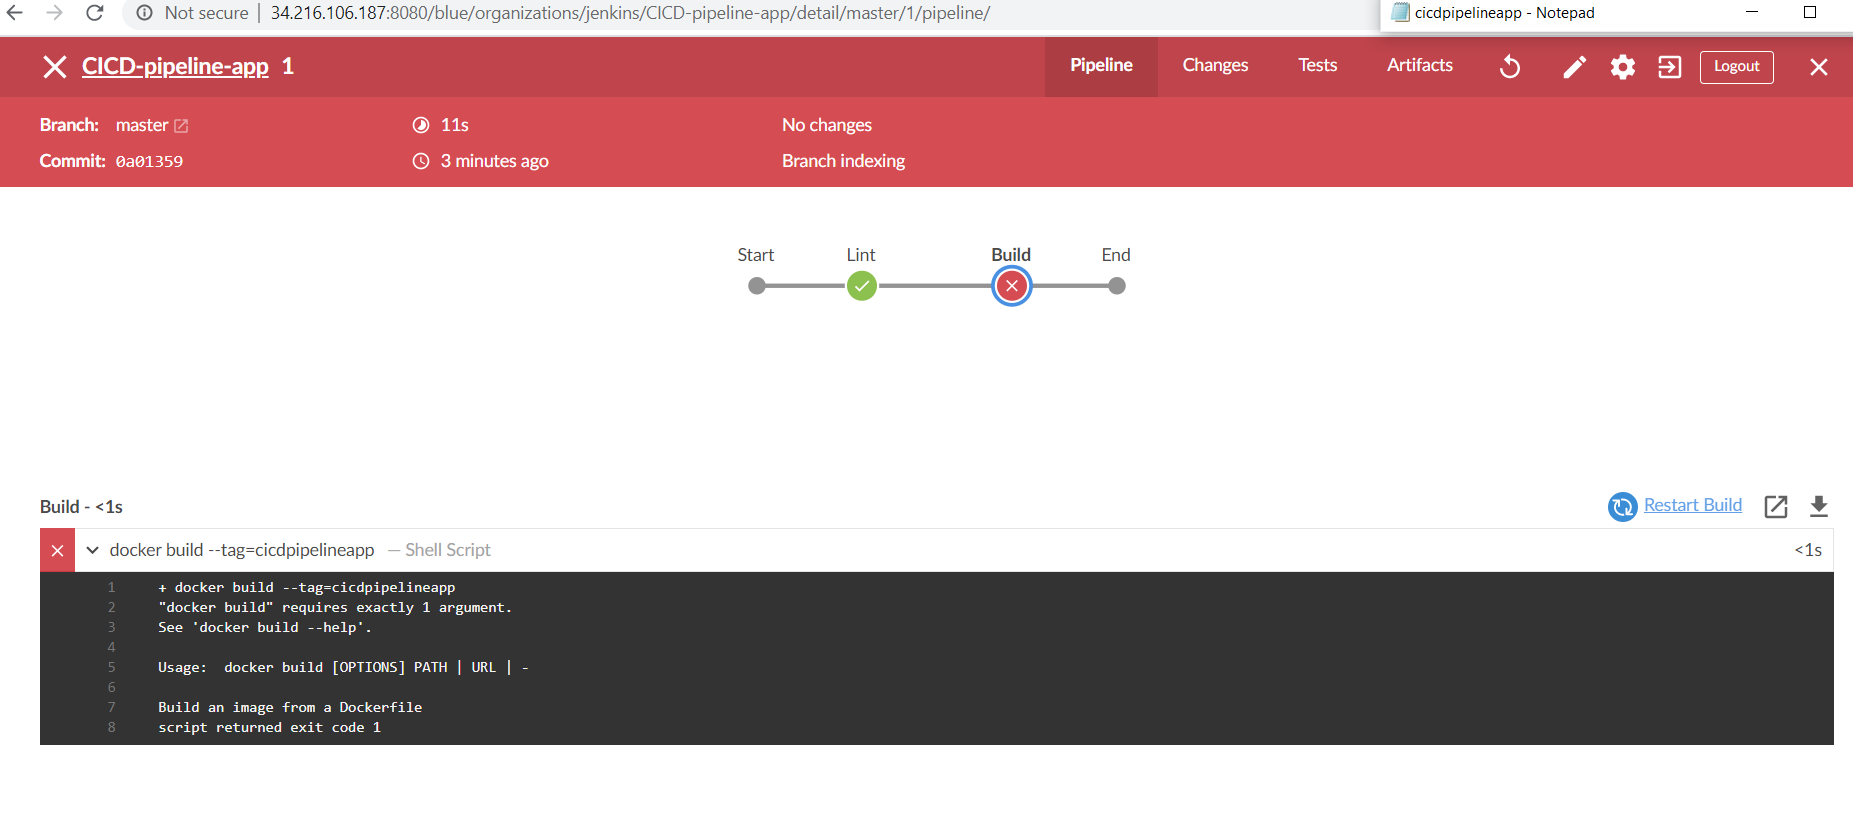 Not secure | 34.216.106.187:8080/blue/organizations/jenkins/CICD-pipeline-app/detail/master/1/pipeline/
cicdpipelineapp - Notepad
CICD-pipeline-app 1
Pipeline Changes Tests Artifacts Logout
Branch: master 11s No changes
Commit: 0a01359 3 minutes ago Branch indexing
Start Lint Build End
Build - <1s Restart Build
docker build --tag=cicdpipelineapp — Shell Script <1s
1 + docker build --tag=cicdpipelineapp
2 "docker build" requires exactly 1 argument.
3 See 'docker build --help'.
4
5 Usage:  docker build [OPTIONS] PATH | URL | -
6
7 Build an image from a Dockerfile
8 script returned exit code 1